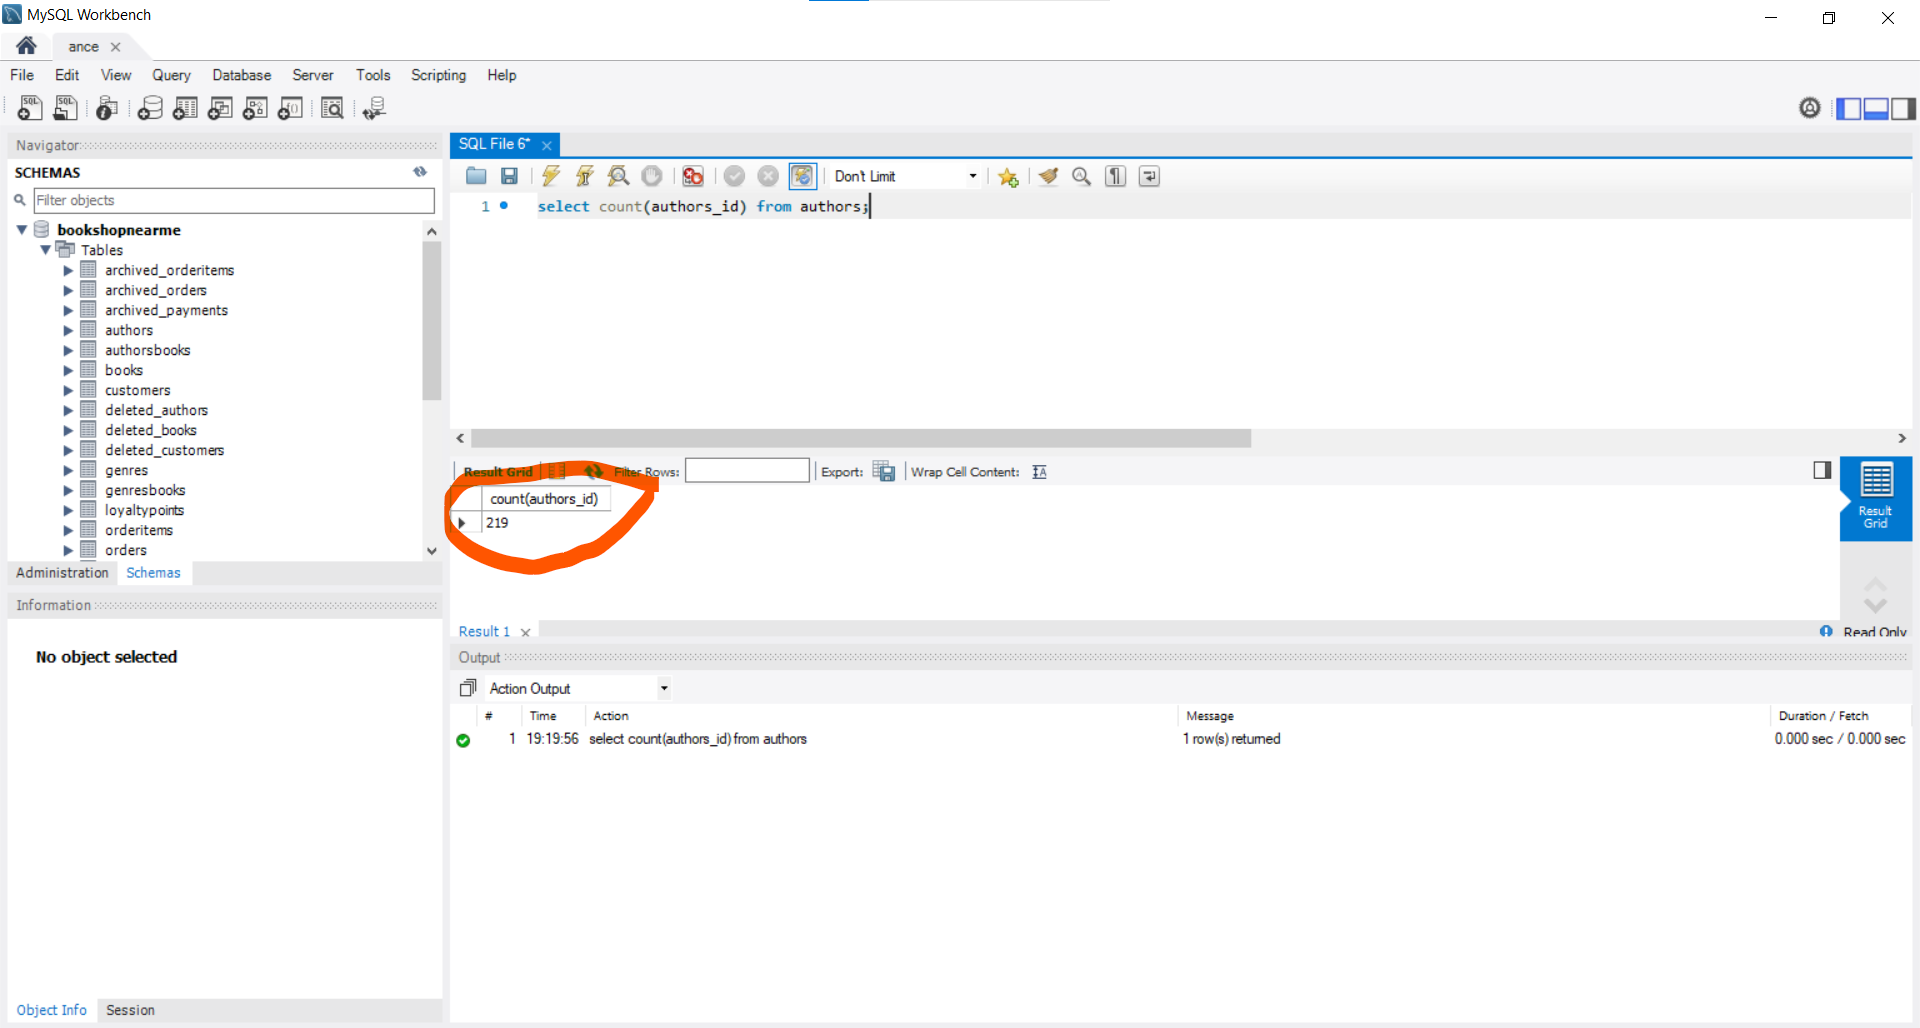 MySQL Workbench
ance
File Edit View Query Database Server Tools Scripting Help
Navigator
SCHEMAS
Filter objects
bookshopnearme
Tables
archived_orderitems
archived_orders
archived_payments
authors
authorsbooks
books
customers
deleted_authors
deleted_books
deleted_customers
genres
genresbooks
loyaltypoints
orderitems
orders
Administration Schemas
Information
No object selected
Object Info Session
SQL File 6*
Don't Limit
1 select count(authors_id) from authors;
Result Grid Filter Rows: Export: Wrap Cell Content:
count(authors_id)
219
Result
Grid
Result 1
Read Only
Output
Action Output
# Time Action Message Duration / Fetch
1 19:19:56 select count(authors_id) from authors 1 row(s) returned 0.000 sec / 0.000 sec